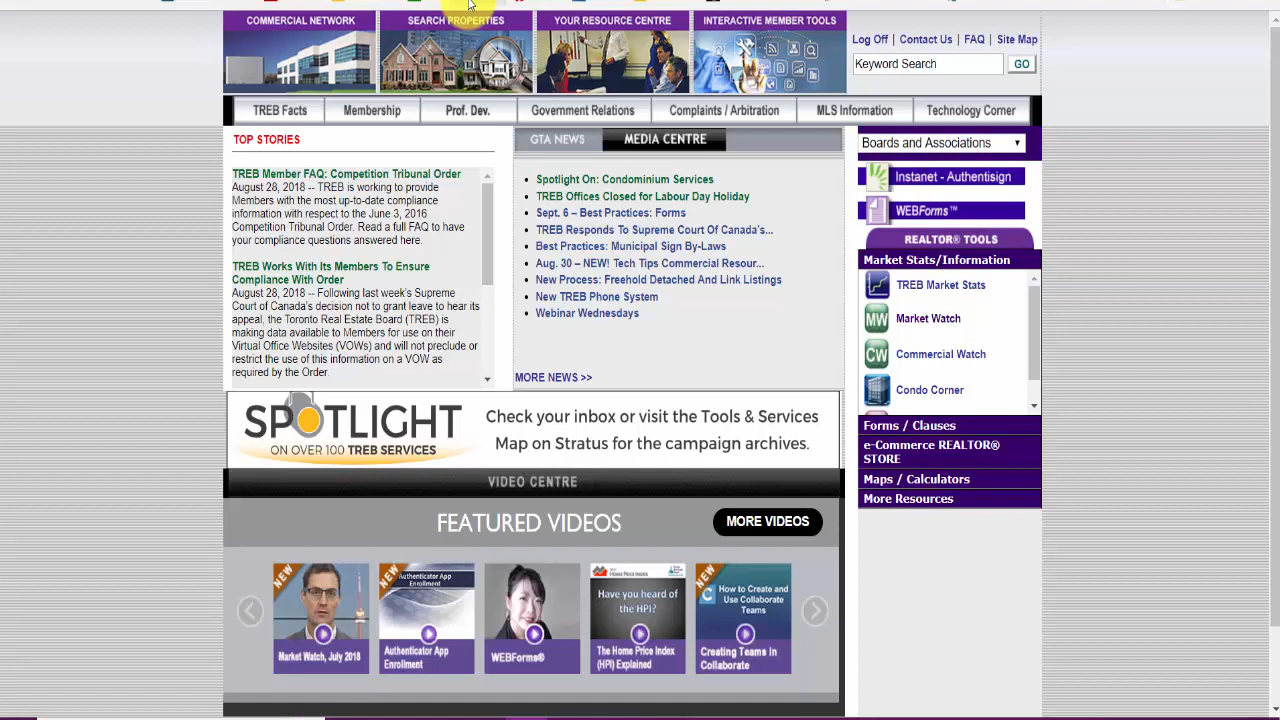 COMMERCIAL NETWORK
SEARCH PROPERTIES
YOUR RESOURCE CENTRE
INTERACTIVE MEMBER TOOLS
Log Off | Contact Us | FAQ | Site Map
Keyword Search
GO
TREB Facts
Membership
Prof. Dev.
Government Relations
Complaints / Arbitration
MLS Information
Technology Corner
TOP STORIES
TREB Member FAQ: Competition Tribunal Order
August 28, 2018 -- TREB is working to provide
Members with the most up-to-date compliance
information with respect to the June 3, 2016
Competition Tribunal Order. Read a full FAQ to have
your compliance questions answered here.
TREB Works With Its Members To Ensure
Compliance With Order
August 28, 2018 -- Following last week's Supreme
Court of Canada's decision not to grant leave to hear its
appeal, the Toronto Real Estate Board (TREB) is
making data available to Members for use on their
Virtual Office Websites (VOWs) and will not preclude or
restrict the use of this information on a VOW as
required by the Order.
GTA NEWS
MEDIA CENTRE
Spotlight On: Condominium Services
TREB Offices Closed for Labour Day Holiday
Sept. 6 – Best Practices: Forms
TREB Responds To Supreme Court Of Canada's...
Best Practices: Municipal Sign By-Laws
Aug. 30 – NEW! Tech Tips Commercial Resour...
New Process: Freehold Detached And Link Listings
New TREB Phone System
Webinar Wednesdays
MORE NEWS >>
Boards and Associations
Instanet - Authentisign
WEBForms™
REALTOR® TOOLS
Market Stats/Information
TREB Market Stats
MW Market Watch
CW Commercial Watch
Condo Corner
Forms / Clauses
e-Commerce REALTOR®
STORE
Maps / Calculators
More Resources
SPOTLIGHT
ON OVER 100 TREB SERVICES
Check your inbox or visit the Tools & Services
Map on Stratus for the campaign archives.
VIDEO CENTRE
FEATURED VIDEOS
MORE VIDEOS
NEW
Market Watch, July 2018
NEW
Authenticator App
Enrollment
Authenticator App
Enrollment
WEBForms®
Have you heard of
the HPI?
The Home Price Index
(HPI) Explained
NEW
How to Create and
Use Collaborate
Teams
Creating Teams in
Collaborate